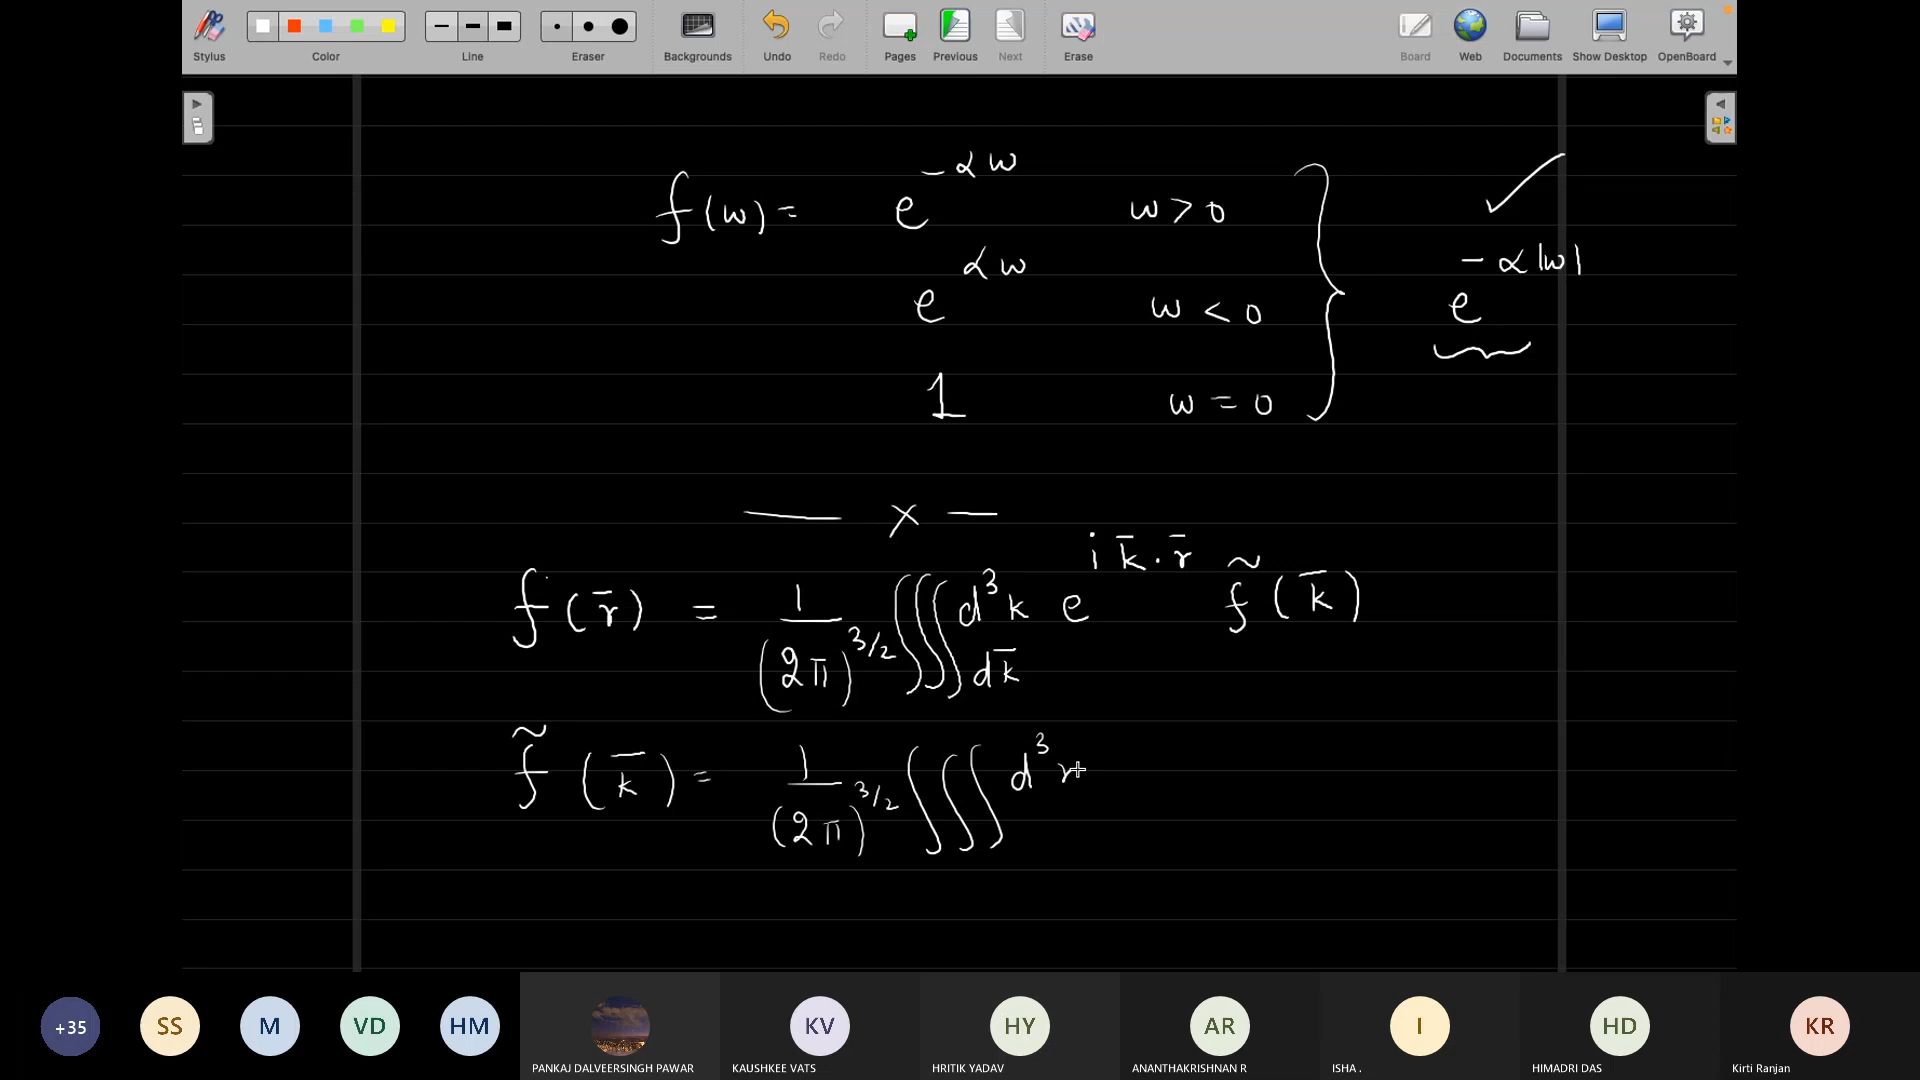 Stylus Color Line Eraser Backgrounds Undo Redo Pages Previous Next Erase Board Web Documents Show Desktop OpenBoard
f(w) = e^{-αw} w > 0
e^{αw} w < 0
1 w = 0
e^{-α|w|}
— x —
f(r̄) = 1/(2π)^{3/2} ∭ d³k e^{i k̄·r̄} f̃(k̄)
dk̄
f̃(k̄) = 1/(2π)^{3/2} ∭ d³r
+35 SS M VD HM KV HY AR I HD KR
PANKAJ DALVEERSINGH PAWAR KAUSHKEE VATS HRITIK YADAV ANANTHAKRISHNAN R ISHA . HIMADRI DAS Kirti Ranjan